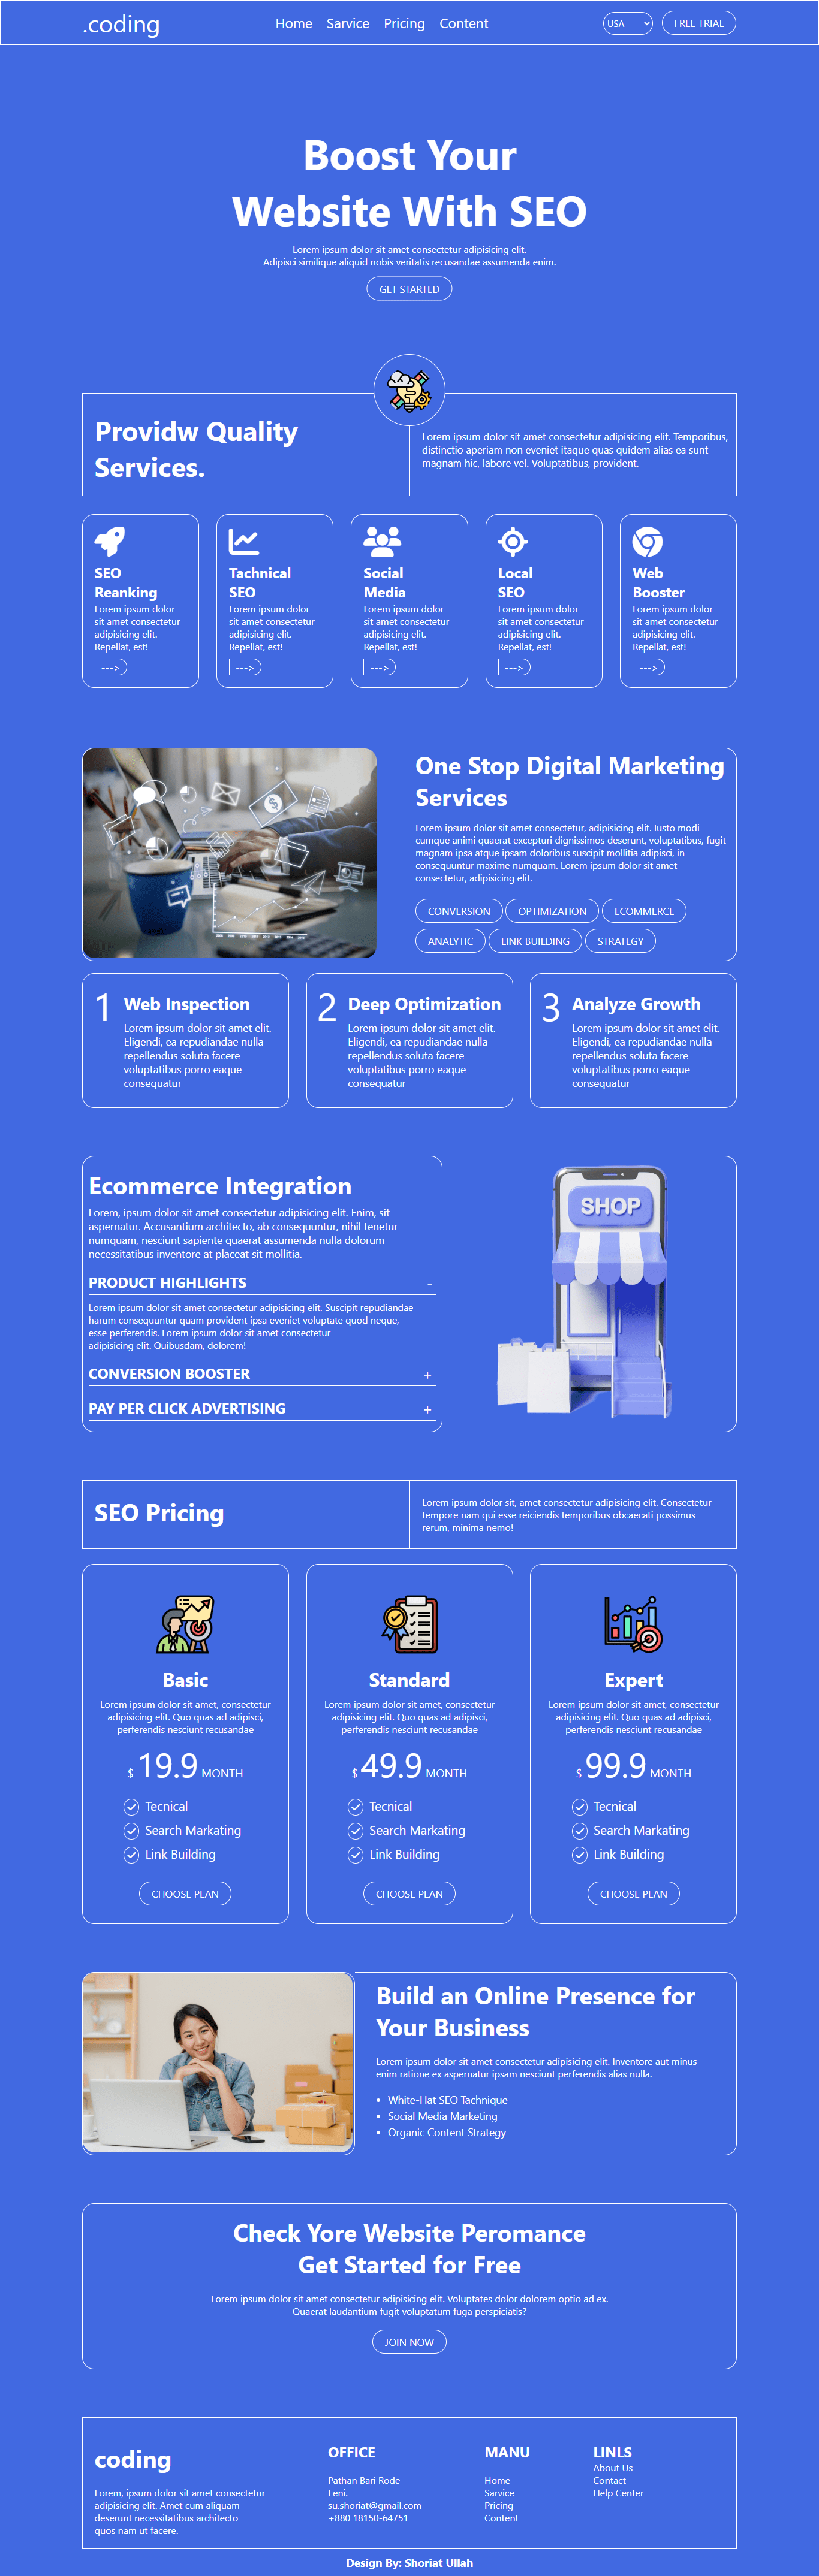 .coding
Home Sarvice Pricing Content
USA
FREE TRIAL
Boost Your
Website With SEO
Lorem ipsum dolor sit amet consectetur adipisicing elit.
Adipisci similique aliquid nobis veritatis recusandae assumenda enim.
GET STARTED
Providw Quality
Services.
Lorem ipsum dolor sit amet consectetur adipisicing elit. Temporibus,
distinctio aperiam non eveniet itaque quas quidem alias ea sunt
magnam hic, labore vel. Voluptatibus, provident.
SEO
Reanking
Lorem ipsum dolor
sit amet consectetur
adipisicing elit.
Repellat, est!
--->
Tachnical
SEO
Lorem ipsum dolor
sit amet consectetur
adipisicing elit.
Repellat, est!
--->
Social
Media
Lorem ipsum dolor
sit amet consectetur
adipisicing elit.
Repellat, est!
--->
Local
SEO
Lorem ipsum dolor
sit amet consectetur
adipisicing elit.
Repellat, est!
--->
Web
Booster
Lorem ipsum dolor
sit amet consectetur
adipisicing elit.
Repellat, est!
--->
One Stop Digital Marketing
Services
Lorem ipsum dolor sit amet consectetur, adipisicing elit. Iusto modi
cumque animi quaerat excepturi dignissimos deserunt, voluptatibus, fugit
magnam ipsa atque ipsam doloribus suscipit mollitia adipisci, in
consequuntur maxime numquam. Lorem ipsum dolor sit amet
consectetur, adipisicing elit.
CONVERSION OPTIMIZATION ECOMMERCE
ANALYTIC LINK BUILDING STRATEGY
1 Web Inspection
Lorem ipsum dolor sit amet elit.
Eligendi, ea repudiandae nulla
repellendus soluta facere
voluptatibus porro eaque
consequatur
2 Deep Optimization
Lorem ipsum dolor sit amet elit.
Eligendi, ea repudiandae nulla
repellendus soluta facere
voluptatibus porro eaque
consequatur
3 Analyze Growth
Lorem ipsum dolor sit amet elit.
Eligendi, ea repudiandae nulla
repellendus soluta facere
voluptatibus porro eaque
consequatur
Ecommerce Integration
Lorem, ipsum dolor sit amet consectetur adipisicing elit. Enim, sit
aspernatur. Accusantium architecto, ab consequuntur, nihil tenetur
numquam, nesciunt sapiente quaerat assumenda nulla dolorum
necessitatibus inventore at placeat sit mollitia.
PRODUCT HIGHLIGHTS -
Lorem ipsum dolor sit amet consectetur adipisicing elit. Suscipit repudiandae
harum consequuntur quam provident ipsa eveniet voluptate quod neque,
esse perferendis. Lorem ipsum dolor sit amet consectetur
adipisicing elit. Quibusdam, dolorem!
CONVERSION BOOSTER +
PAY PER CLICK ADVERTISING +
SHOP
SEO Pricing
Lorem ipsum dolor sit, amet consectetur adipisicing elit. Consectetur
tempore nam qui esse reiciendis temporibus obcaecati possimus
rerum, minima nemo!
Basic
Lorem ipsum dolor sit amet, consectetur
adipisicing elit. Quo quas ad adipisci,
perferendis nesciunt recusandae
$ 19.9 MONTH
Tecnical
Search Markating
Link Building
CHOOSE PLAN
Standard
Lorem ipsum dolor sit amet, consectetur
adipisicing elit. Quo quas ad adipisci,
perferendis nesciunt recusandae
$ 49.9 MONTH
Tecnical
Search Markating
Link Building
CHOOSE PLAN
Expert
Lorem ipsum dolor sit amet, consectetur
adipisicing elit. Quo quas ad adipisci,
perferendis nesciunt recusandae
$ 99.9 MONTH
Tecnical
Search Markating
Link Building
CHOOSE PLAN
Build an Online Presence for
Your Business
Lorem ipsum dolor sit amet consectetur adipisicing elit. Inventore aut minus
enim ratione ex aspernatur ipsam nesciunt perferendis alias nulla.
• White-Hat SEO Tachnique
• Social Media Marketing
• Organic Content Strategy
Check Yore Website Peromance
Get Started for Free
Lorem ipsum dolor sit amet consectetur adipisicing elit. Voluptates dolor dolorem optio ad ex.
Quaerat laudantium fugit voluptatum fuga perspiciatis?
JOIN NOW
coding
Lorem, ipsum dolor sit amet consectetur
adipisicing elit. Amet cum aliquam
deserunt necessitatibus architecto
quos nam ut facere.
OFFICE
Pathan Bari Rode
Feni.
su.shoriat@gmail.com
+880 18150-64751
MANU
Home
Sarvice
Pricing
Content
LINLS
About Us
Contact
Help Center
Design By: Shoriat Ullah